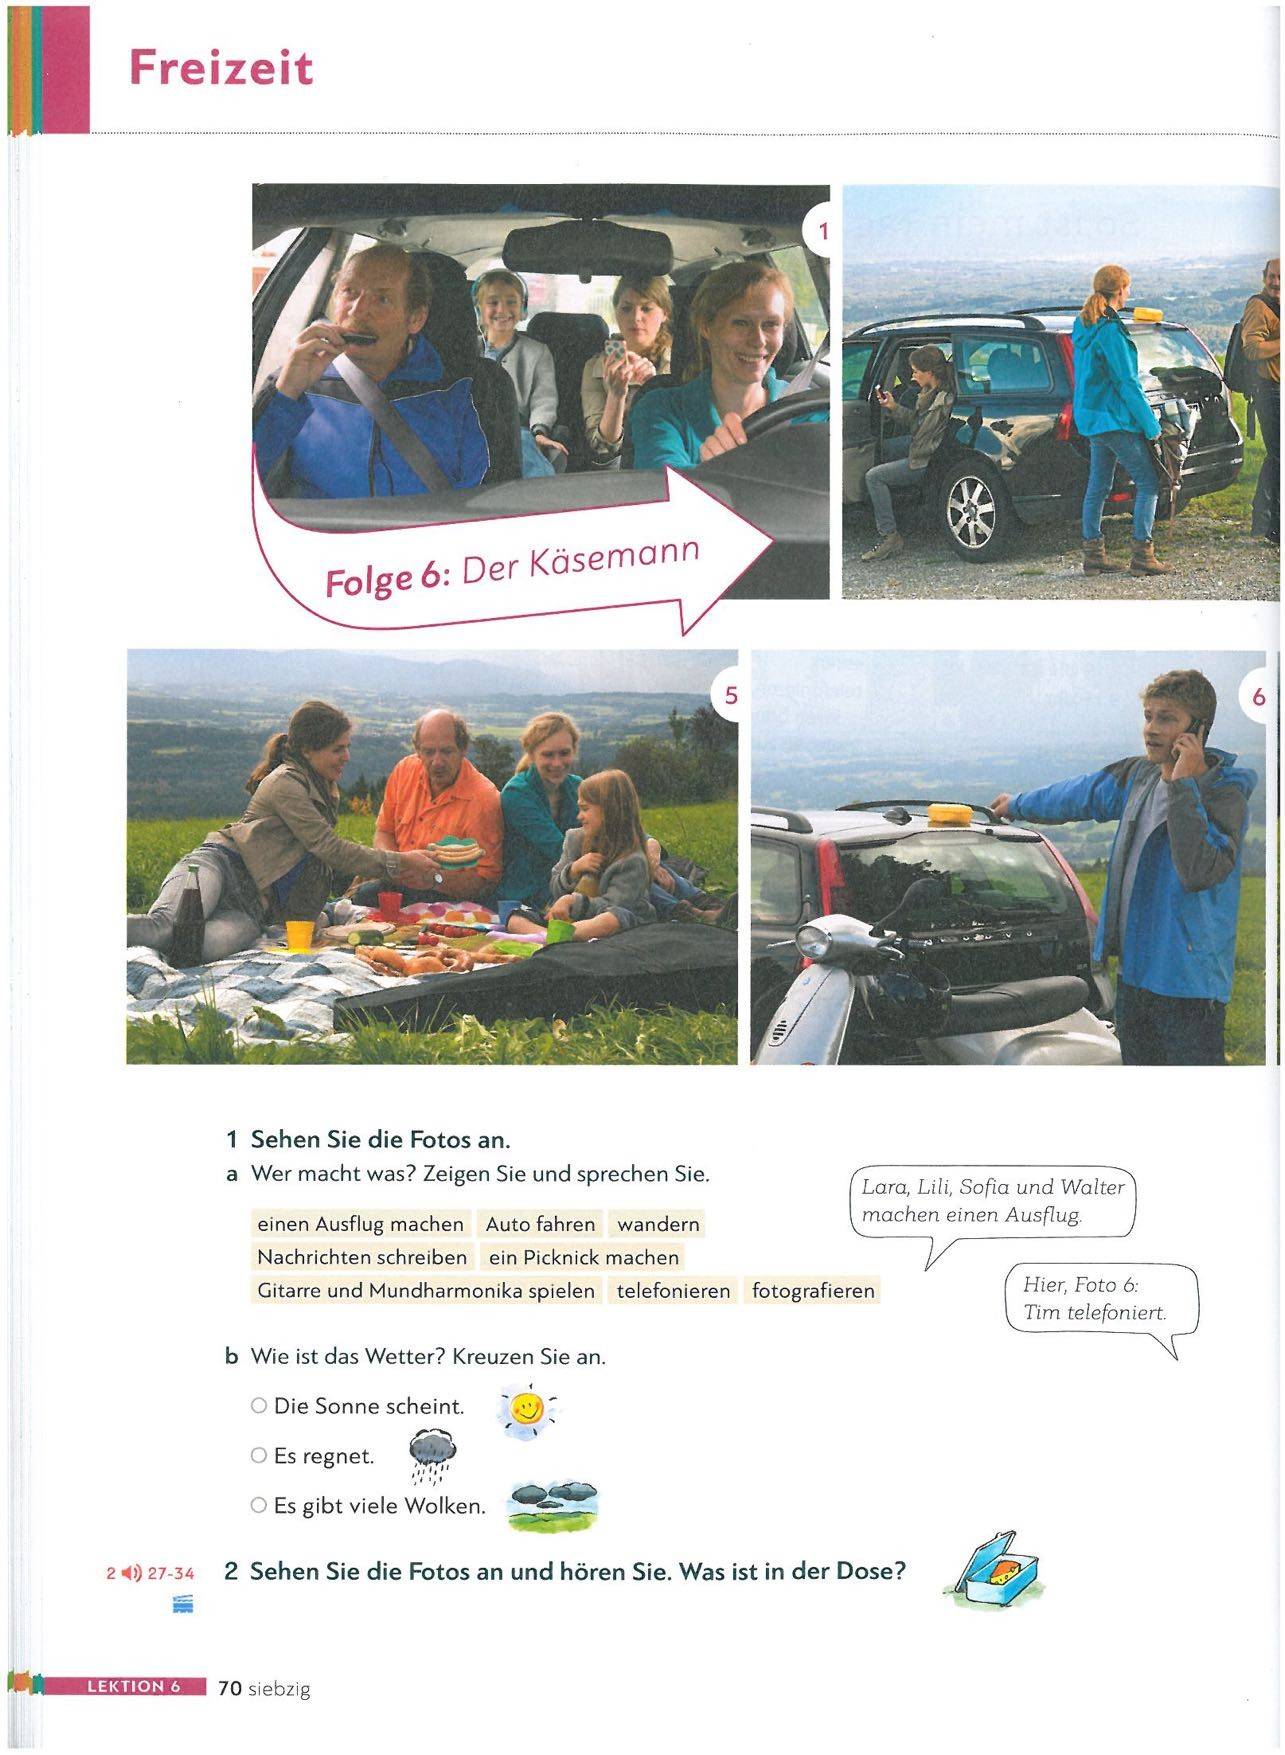 Freizeit
1
Folge 6: Der Käsemann
5
6
1 Sehen Sie die Fotos an.
a Wer macht was? Zeigen Sie und sprechen Sie.
einen Ausflug machen Auto fahren wandern
Nachrichten schreiben ein Picknick machen
Gitarre und Mundharmonika spielen telefonieren fotografieren
Lara, Lili, Sofia und Walter
machen einen Ausflug.
Hier, Foto 6:
Tim telefoniert.
b Wie ist das Wetter? Kreuzen Sie an.
Die Sonne scheint.
Es regnet.
Es gibt viele Wolken.
2 27-34
2 Sehen Sie die Fotos an und hören Sie. Was ist in der Dose?
LEKTION 6 70 siebzig